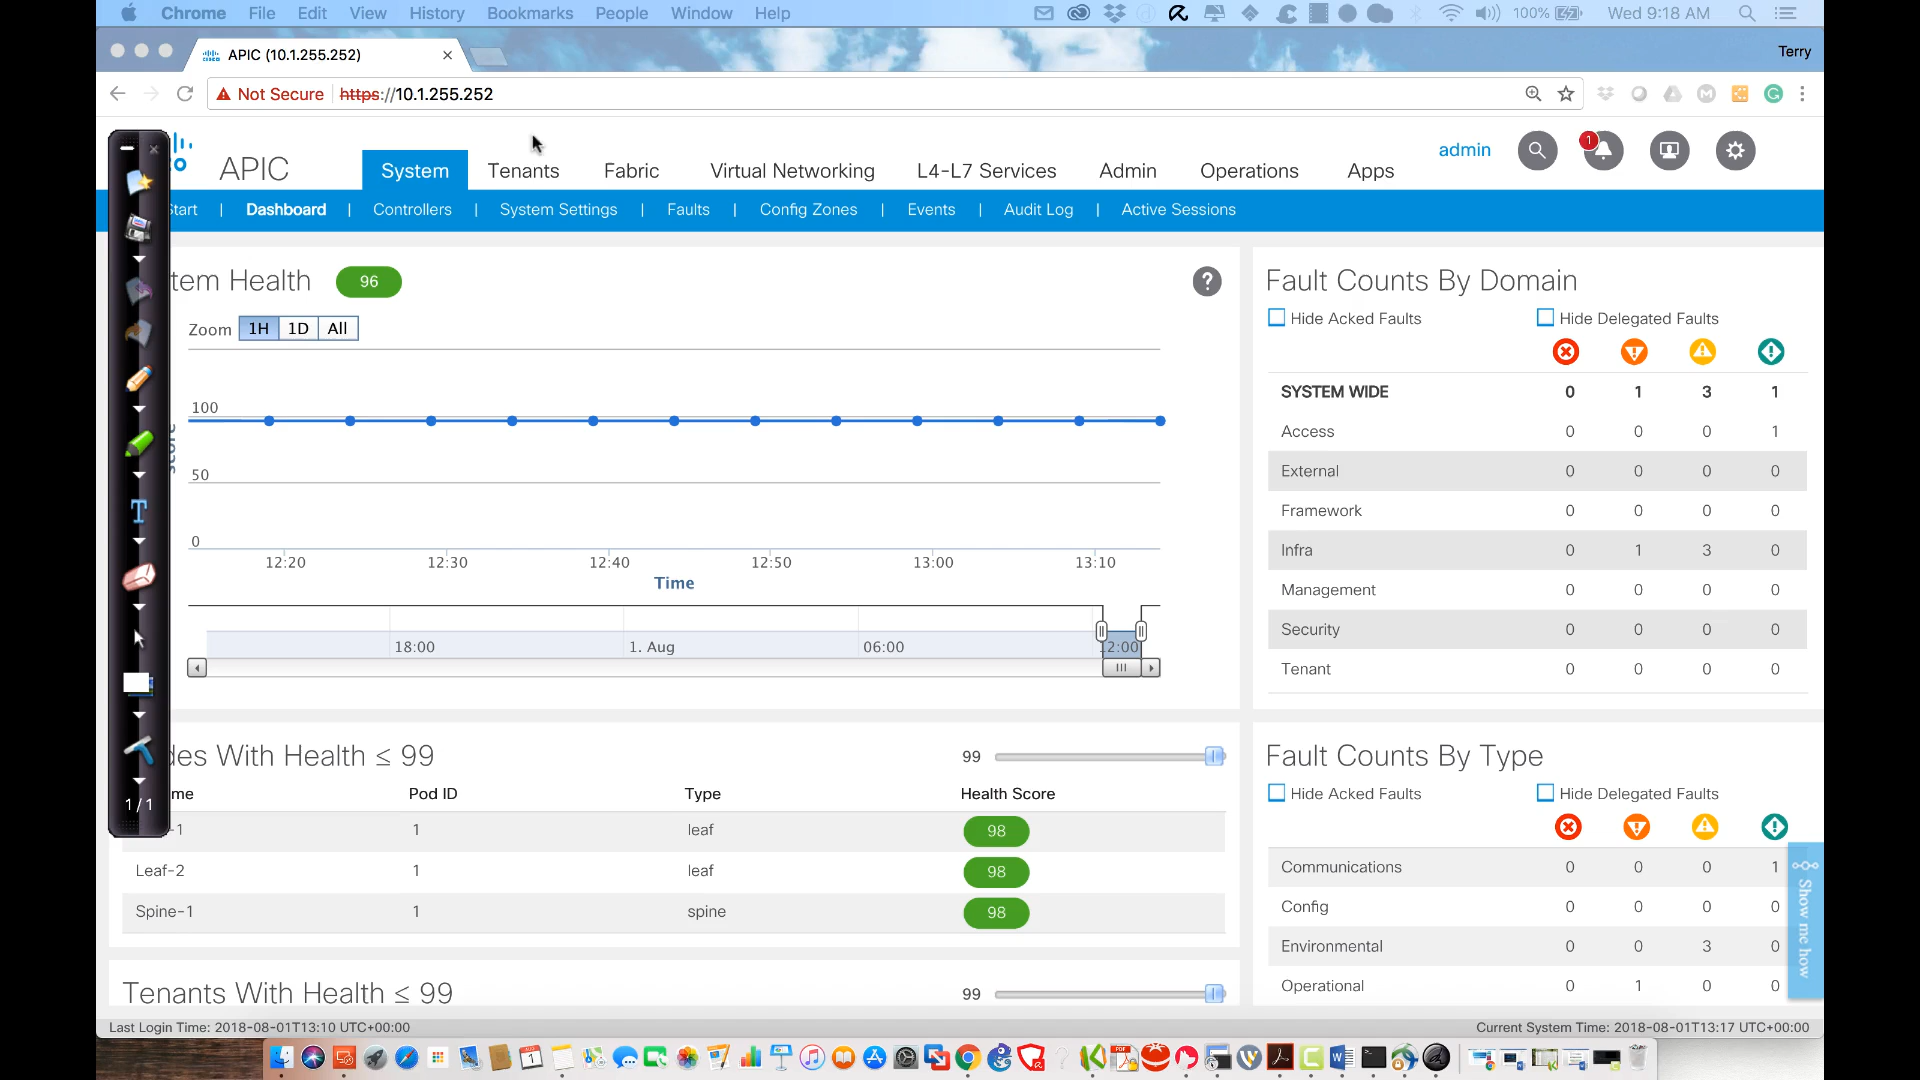 Chrome File Edit View History Bookmarks People Window Help 100% Wed 9:18 AM
APIC (10.1.255.252) Terry
Not Secure https://10.1.255.252
APIC System Tenants Fabric Virtual Networking L4-L7 Services Admin Operations Apps admin 1
Start | Dashboard | Controllers | System Settings | Faults | Config Zones | Events | Audit Log | Active Sessions
tem Health 96 ?
Zoom 1H 1D All
100
50
0
score
12:20 12:30 12:40 12:50 13:00 13:10
Time
18:00 1. Aug 06:00 12:00
Fault Counts By Domain
Hide Acked Faults Hide Delegated Faults
SYSTEM WIDE 0 1 3 1
Access 0 0 0 1
External 0 0 0 0
Framework 0 0 0 0
Infra 0 1 3 0
Management 0 0 0 0
Security 0 0 0 0
Tenant 0 0 0 0
des With Health ≤ 99 99
me Pod ID Type Health Score
-1 1 leaf 98
Leaf-2 1 leaf 98
Spine-1 1 spine 98
Tenants With Health ≤ 99 99
Fault Counts By Type
Hide Acked Faults Hide Delegated Faults
Communications 0 0 0 1
Config 0 0 0 0
Environmental 0 0 3 0
Operational 0 1 0 0
Show me how
T
1/1
Last Login Time: 2018-08-01T13:10 UTC+00:00 Current System Time: 2018-08-01T13:17 UTC+00:00